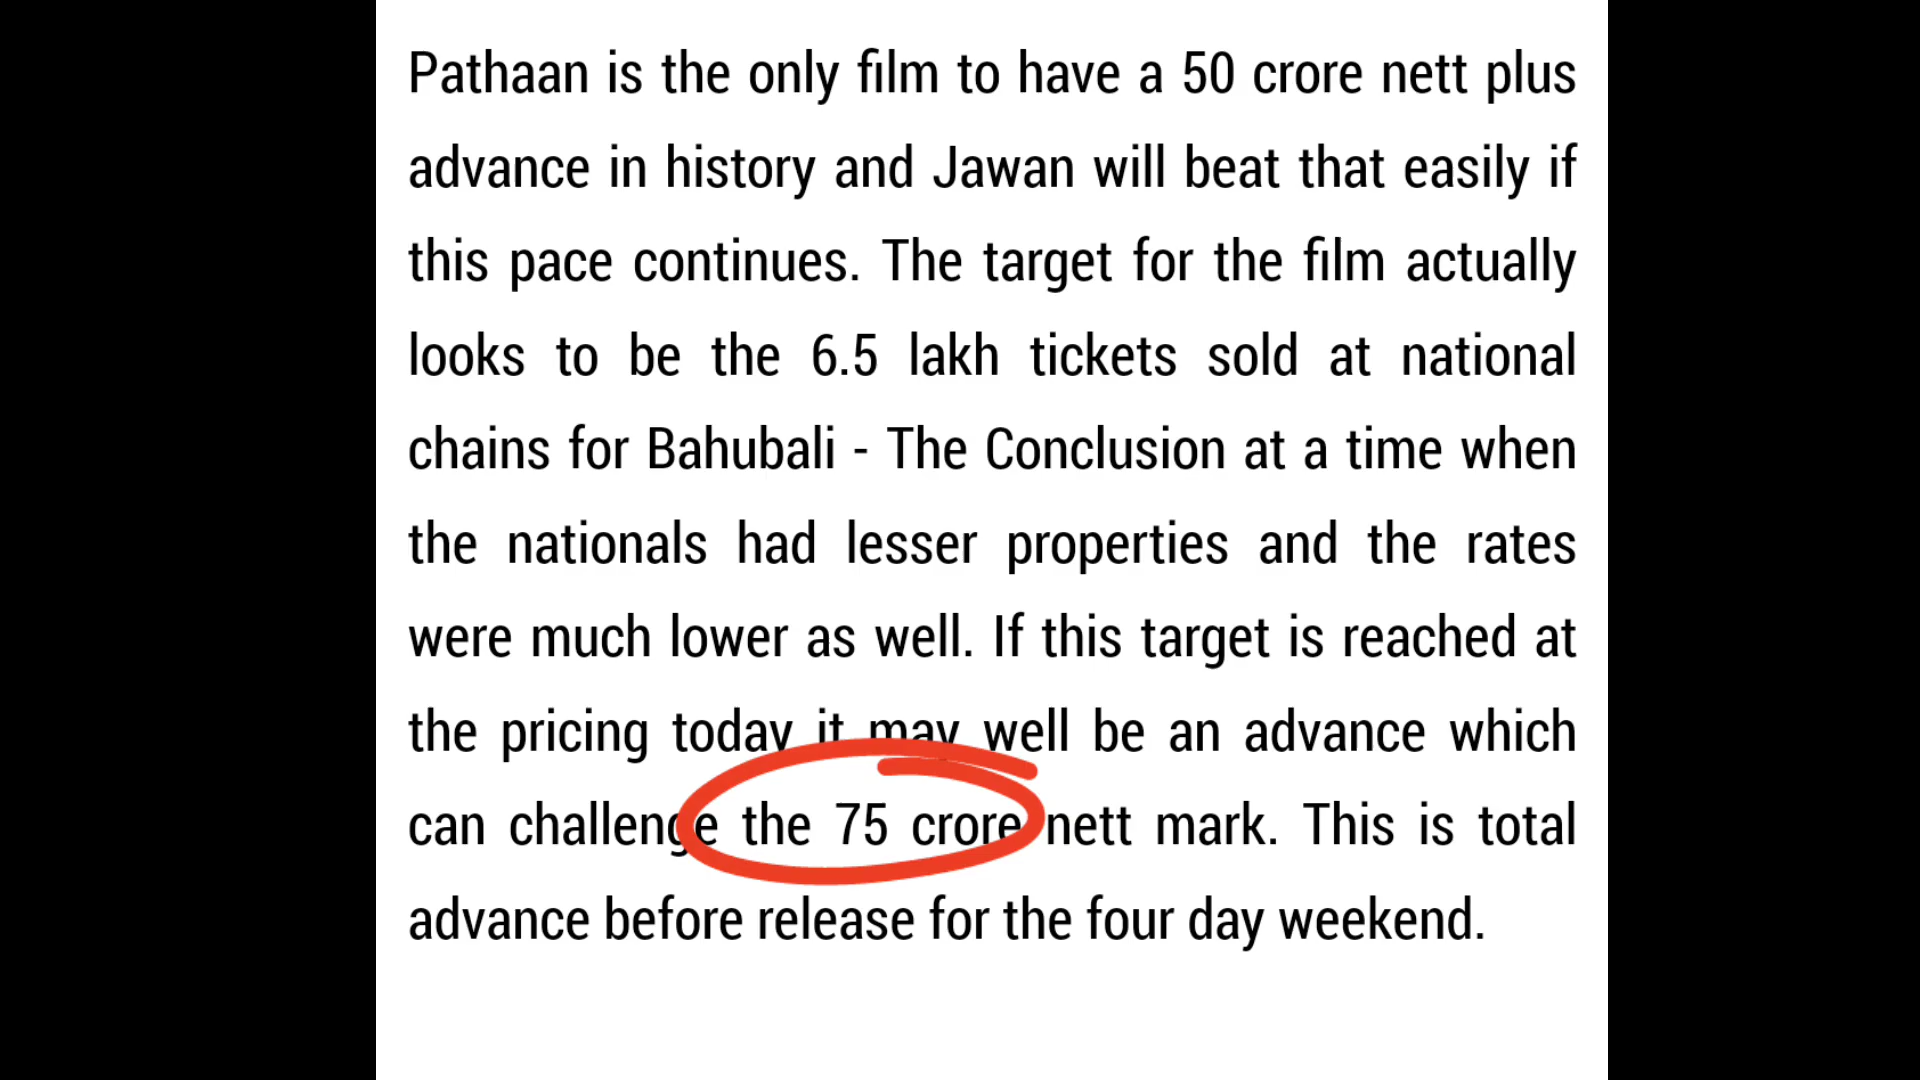 Pathaan is the only film to have a 50 crore nett plus
advance in history and Jawan will beat that easily if
this pace continues. The target for the film actually
looks to be the 6.5 lakh tickets sold at national
chains for Bahubali - The Conclusion at a time when
the nationals had lesser properties and the rates
were much lower as well. If this target is reached at
the pricing today it may well be an advance which
can challenge the 75 crore nett mark. This is total
advance before release for the four day weekend.